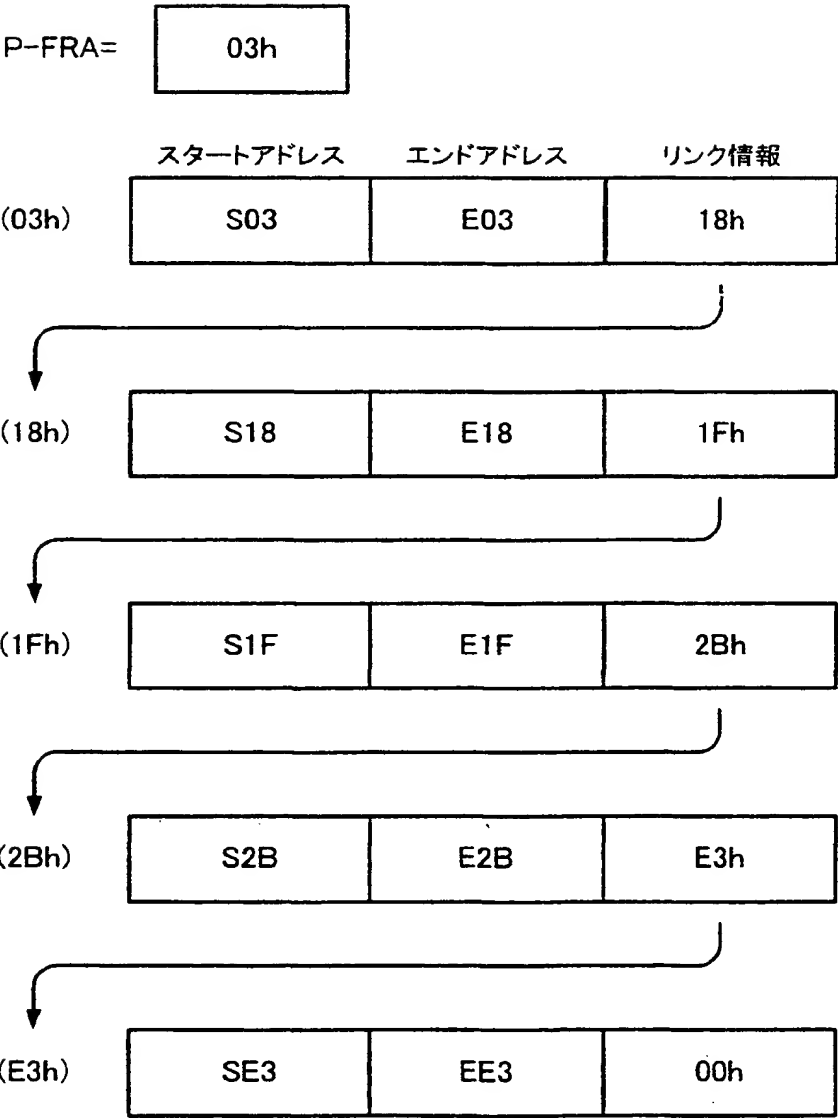 P-FRA= 03h
スタートアドレス エンドアドレス リンク情報
(03h) S03 E03 18h
(18h) S18 E18 1Fh
(1Fh) S1F E1F 2Bh
(2Bh) S2B E2B E3h
(E3h) SE3 EE3 00h